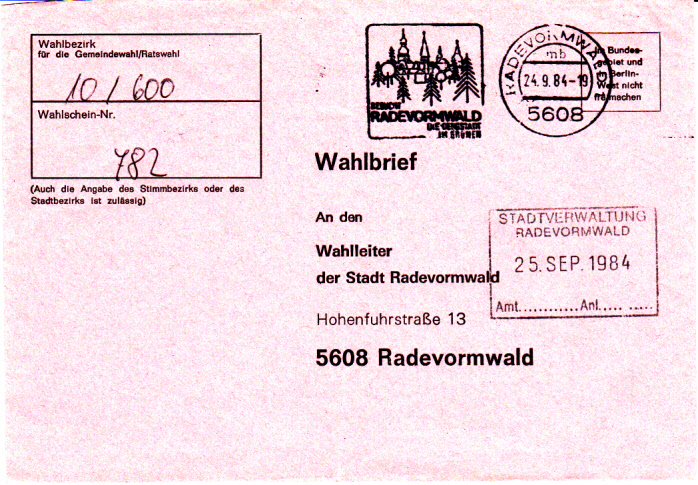 Wahlbezirk
für die Gemeindewahl/Ratswahl
10/600
Wahlschein-Nr.
782
(Auch die Angabe des Stimmbezirks oder des
Stadtbezirks ist zulässig)
RADEVORMWALD
IM GRÜNEN
RADEVORMWALD
mb
24.9.84-19
5608
Im Bundes-
gebiet und
Berlin-
West nicht
freimachen
Wahlbrief
An den
Wahlleiter
der Stadt Radevormwald
Hohenfuhrstraße 13
5608 Radevormwald
STADTVERWALTUNG
RADEVORMWALD
25. SEP. 1984
Amt............Anl..........